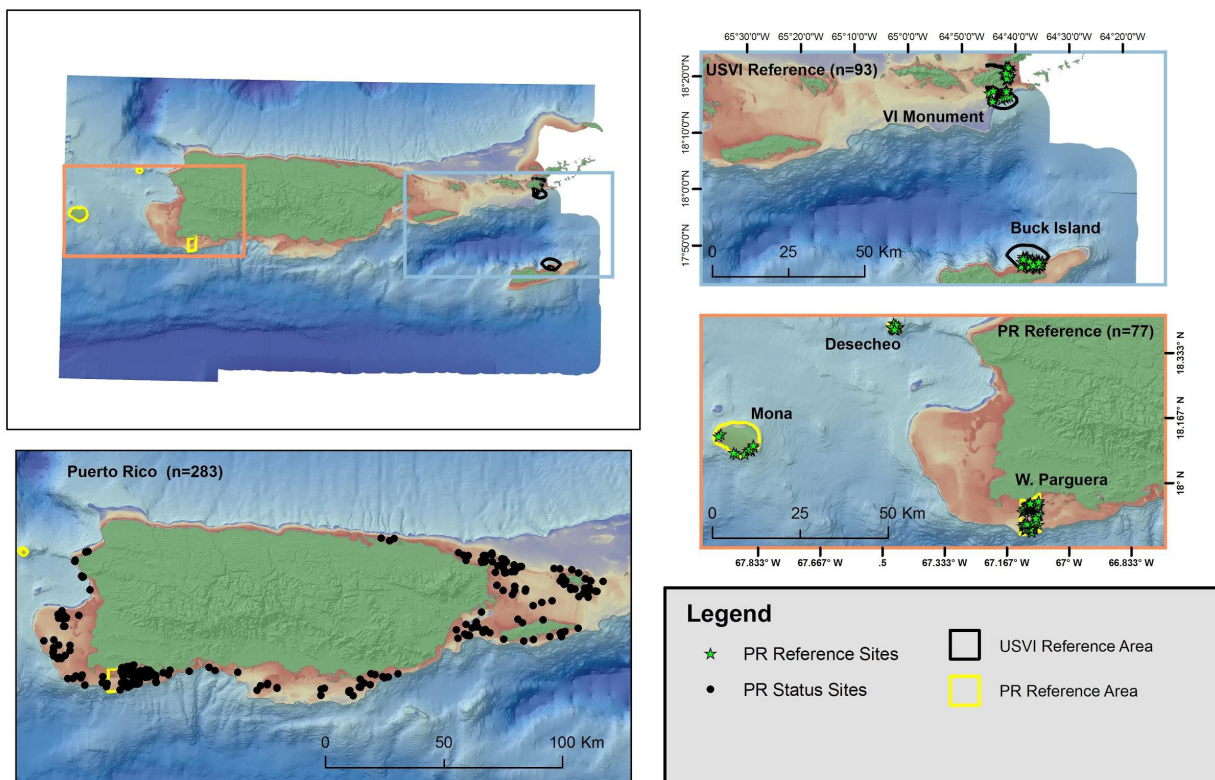 65°30'0"W 65°10'0"W 65°0'0"W 64°50'0"W 64°40'0"W 64°30'0"W 64°20'0"W
USVI Reference (n=93)
VI Monument
Buck Island
18°20'0"N
18°10'0"N
18°0'0"N
17°50'0"N
0 25 50 Km
PR Reference (n=77)
Desecheo
Mona
W. Parguera
18.333° N
18.167° N
18° N
0 25 50 Km
67.833° W 67.667° W .5 67.333° W 67.167° W 67° W 66.833° W
Puerto Rico (n=283)
0 50 100 Km
Legend
PR Reference Sites
PR Status Sites
USVI Reference Area
PR Reference Area